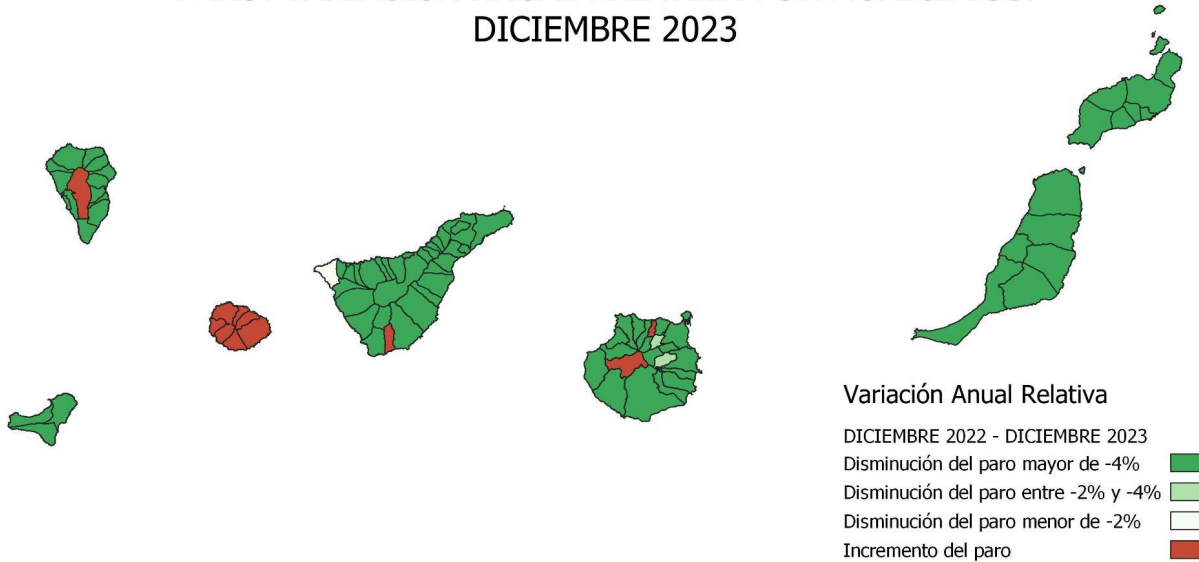 DICIEMBRE 2023
Variación Anual Relativa
DICIEMBRE 2022 - DICIEMBRE 2023
Disminución del paro mayor de -4%
Disminución del paro entre -2% y -4%
Disminución del paro menor de -2%
Incremento del paro